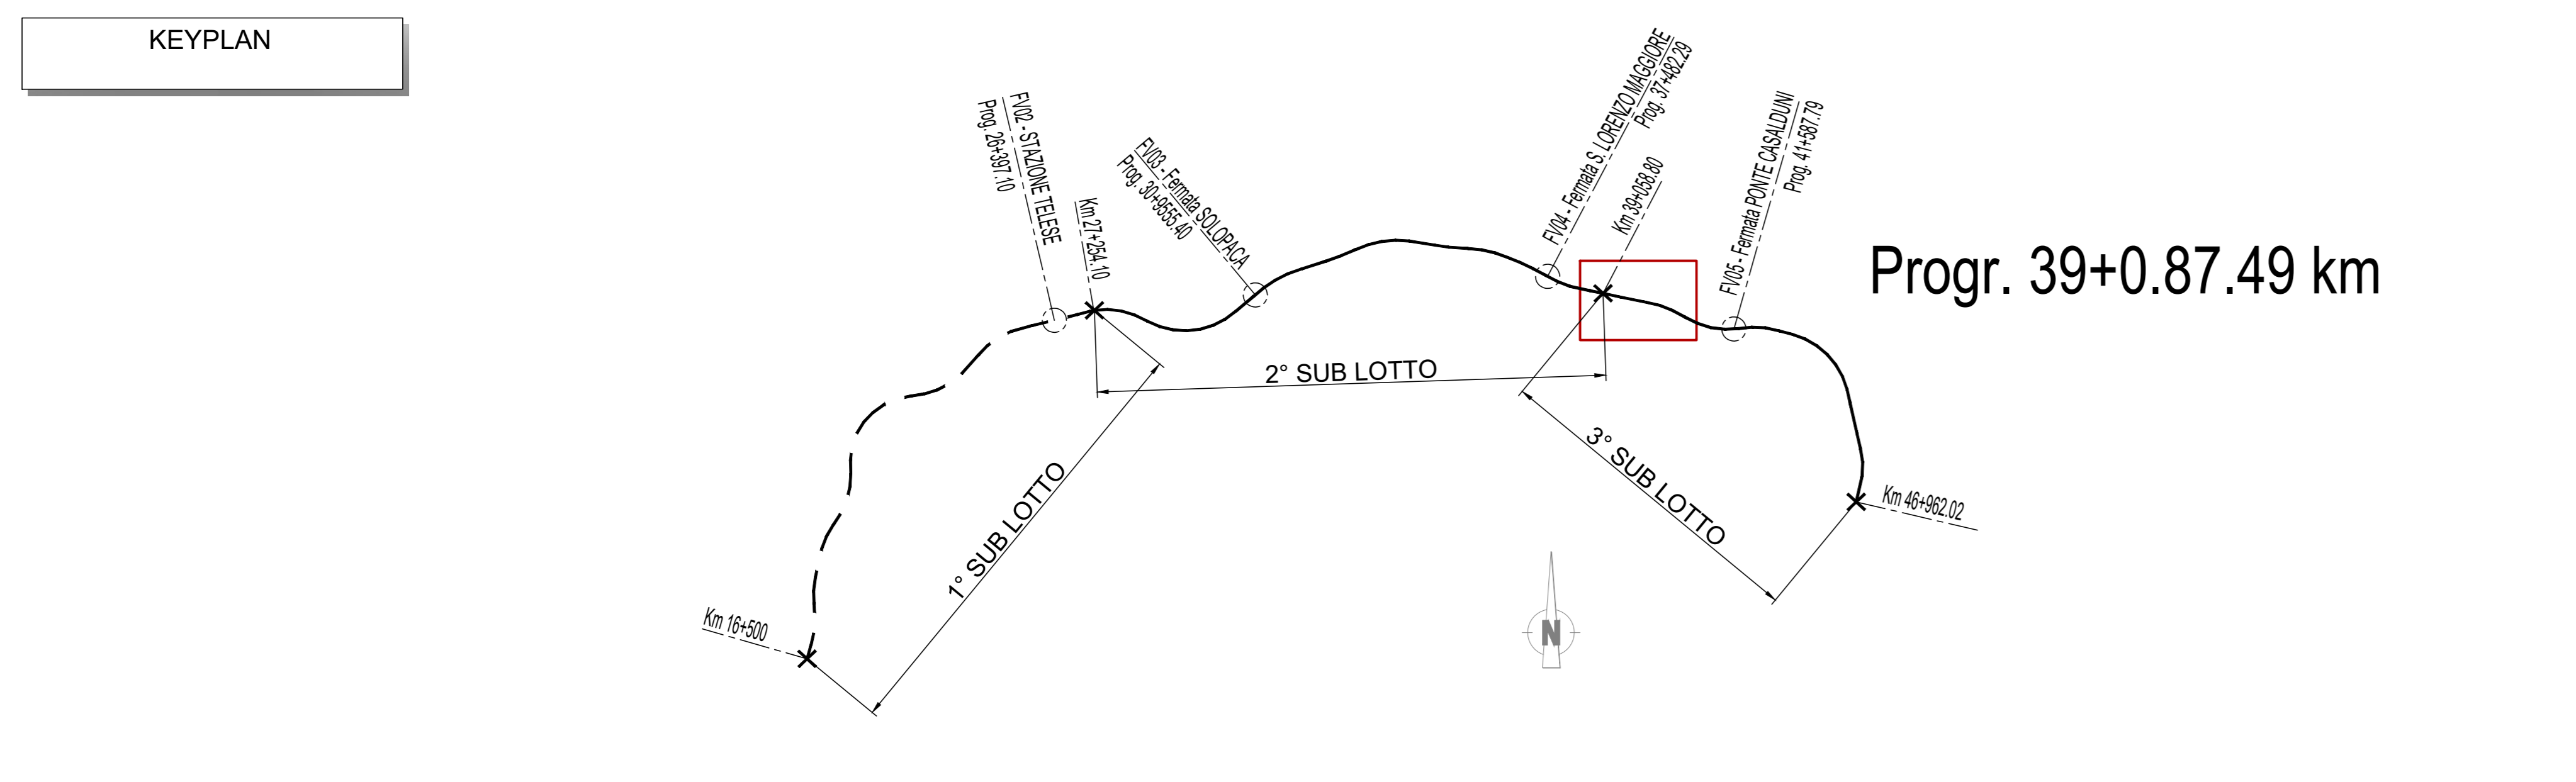 KEYPLAN
FV02 - STAZIONE TELESE
Prog. 26+397.10
Km 27+254.10
FV03 - Fermata SOLOPACA
Prog. 30+9555.40
FV04 - Fermata S. LORENZO MAGGIORE
Prog. 37+482.29
Km 39+058.80
FV05 - Fermata PONTE CASALDUNI
Prog. 41+587.79
Progr. 39+0.87.49 km
2° SUB LOTTO
1° SUB LOTTO
3° SUB LOTTO
Km 46+962.02
Km 16+500
N